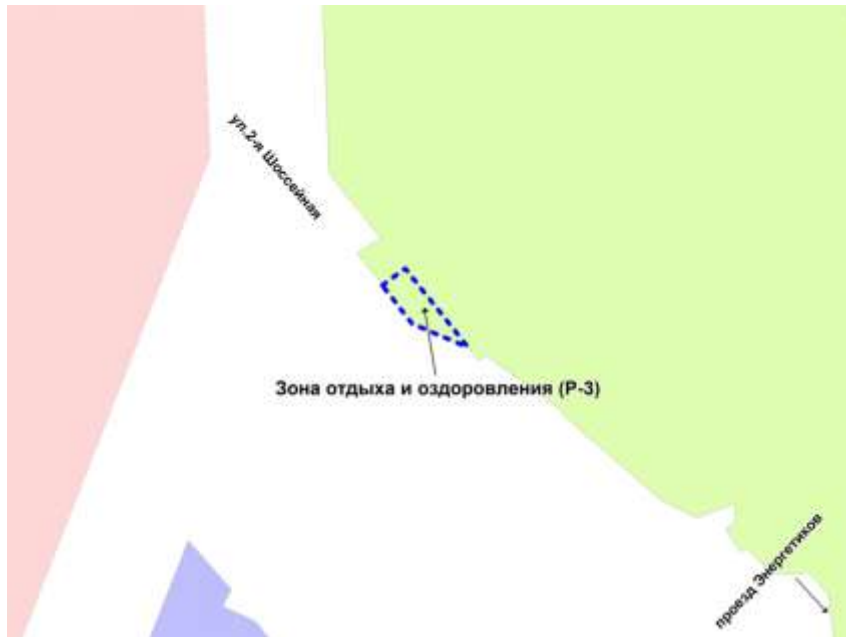 ул.2-я Шоссейная
Зона отдыха и оздоровления (Р-3)
проезд Энергетиков